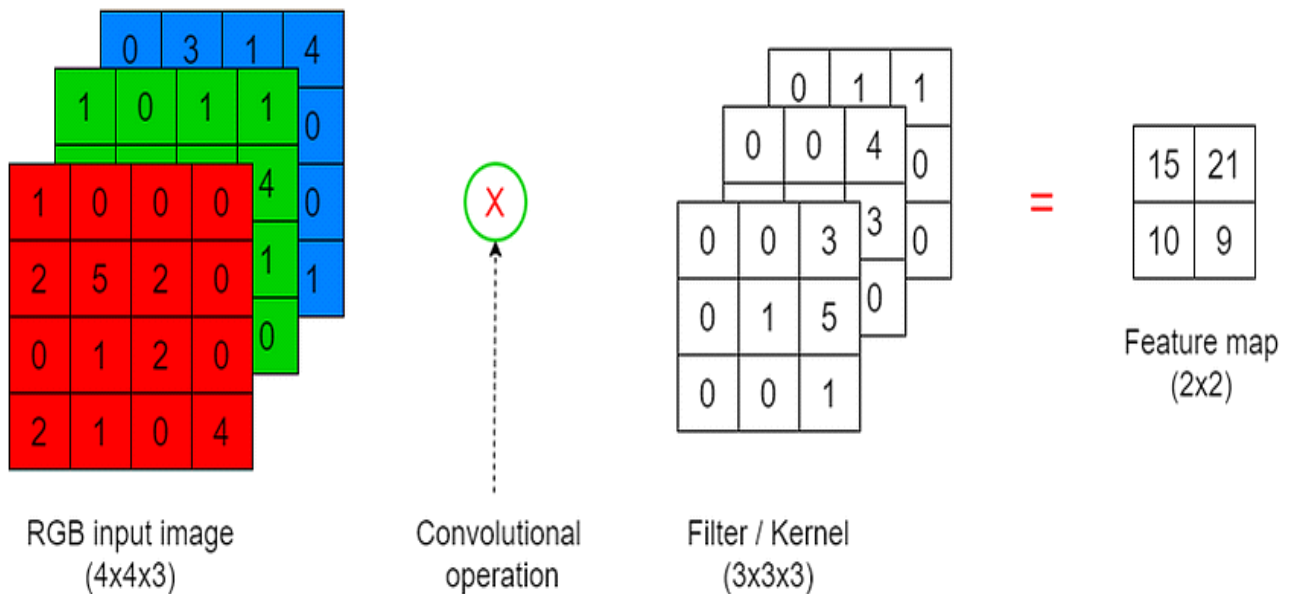 0 3 1 4
0
0
1
1 0 1 1
4
1
0
1 0 0 0
2 5 2 0
0 1 2 0
2 1 0 4
X
0 1 1
0
0
0 0 4
3
0
0 0 3
0 1 5
0 0 1
=
15 21
10 9
Feature map
(2x2)
RGB input image
(4x4x3)
Convolutional
operation
Filter / Kernel
(3x3x3)